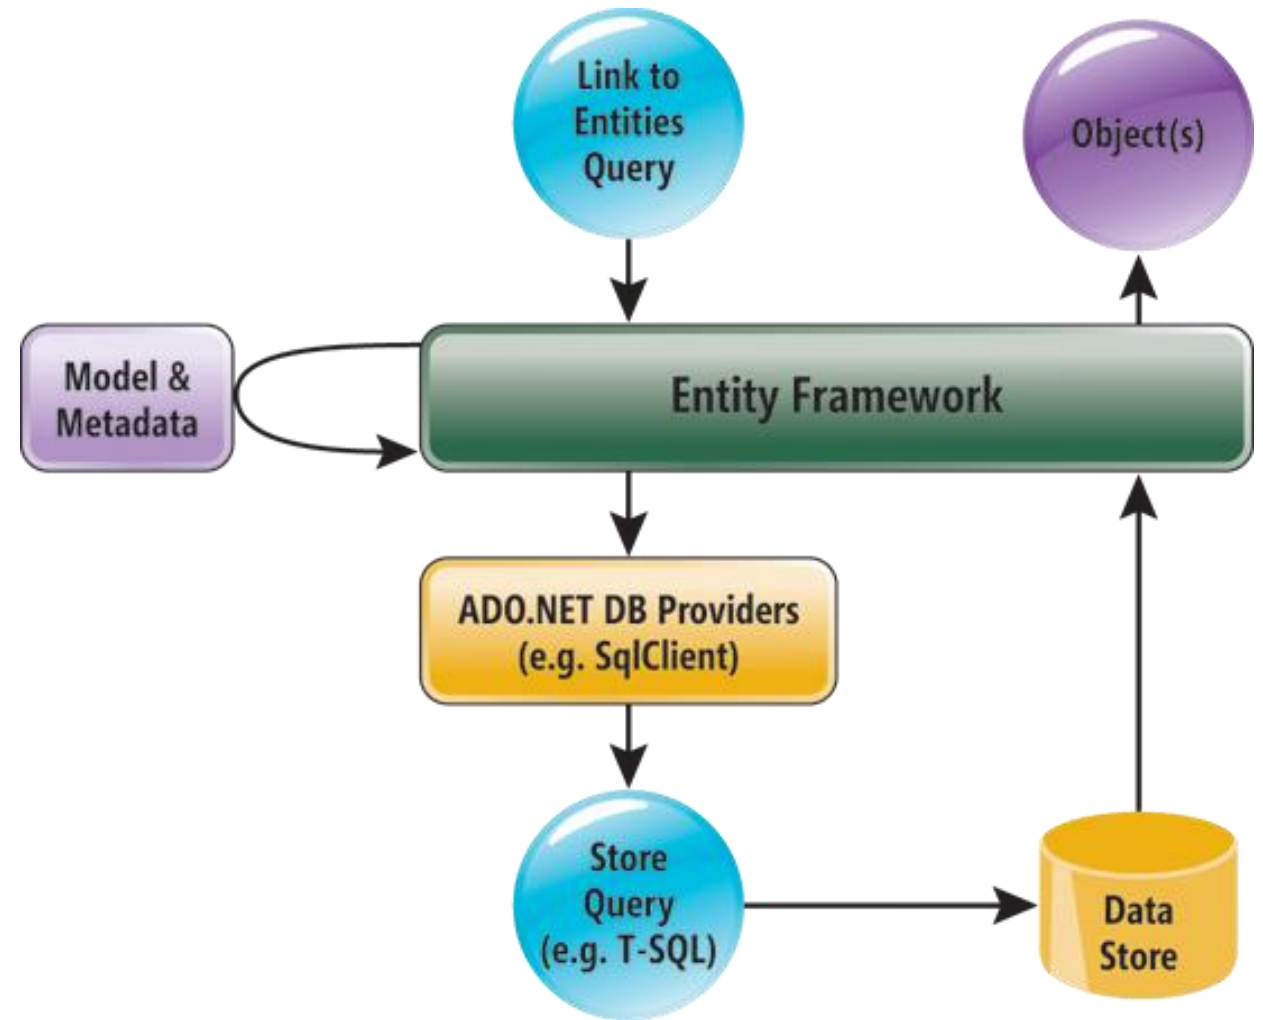 Link to
Entities
Query
Object(s)
Model &
Metadata
Entity Framework
ADO.NET DB Providers
(e.g. SqlClient)
Store
Query
(e.g. T-SQL)
Data
Store